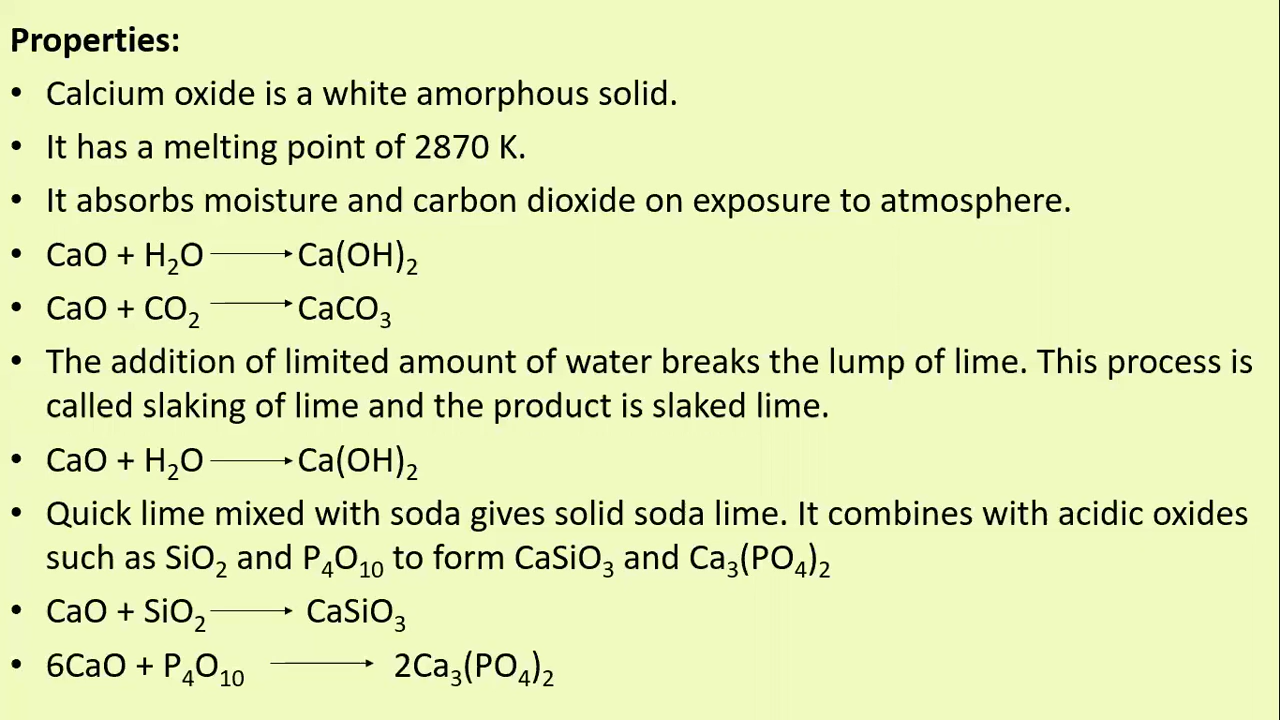 Properties:
• Calcium oxide is a white amorphous solid.
• It has a melting point of 2870 K.
• It absorbs moisture and carbon dioxide on exposure to atmosphere.
• CaO + H₂O ⟶ Ca(OH)₂
• CaO + CO₂ ⟶ CaCO₃
• The addition of limited amount of water breaks the lump of lime. This process is
called slaking of lime and the product is slaked lime.
• CaO + H₂O ⟶ Ca(OH)₂
• Quick lime mixed with soda gives solid soda lime. It combines with acidic oxides
such as SiO₂ and P₄O₁₀ to form CaSiO₃ and Ca₃(PO₄)₂
• CaO + SiO₂ ⟶ CaSiO₃
• 6CaO + P₄O₁₀ ⟶ 2Ca₃(PO₄)₂